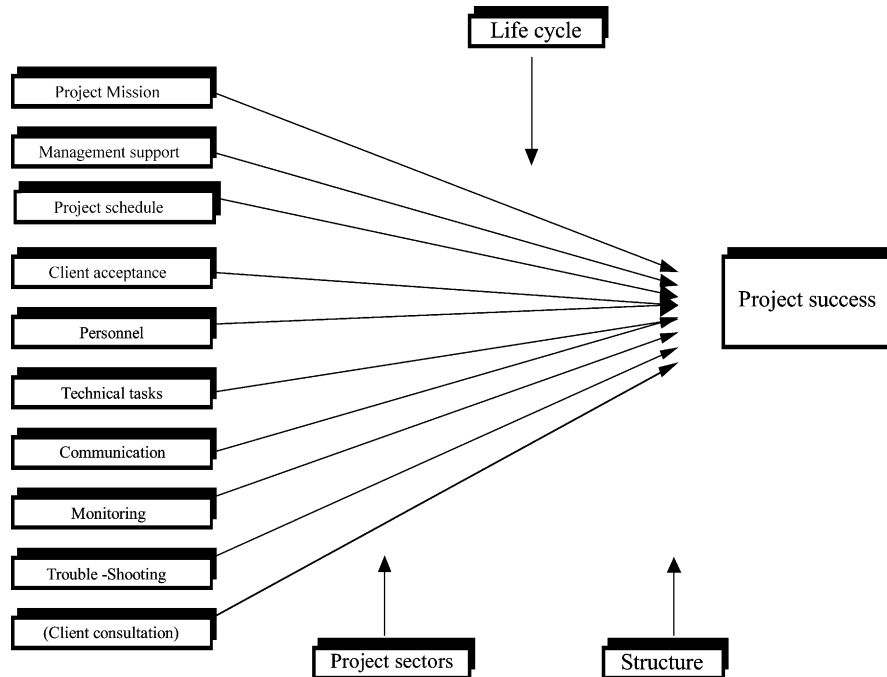 Life cycle
Project Mission
Management support
Project schedule
Client acceptance
Personnel
Technical tasks
Communication
Monitoring
Trouble -Shooting
(Client consultation)
Project success
Project sectors
Structure